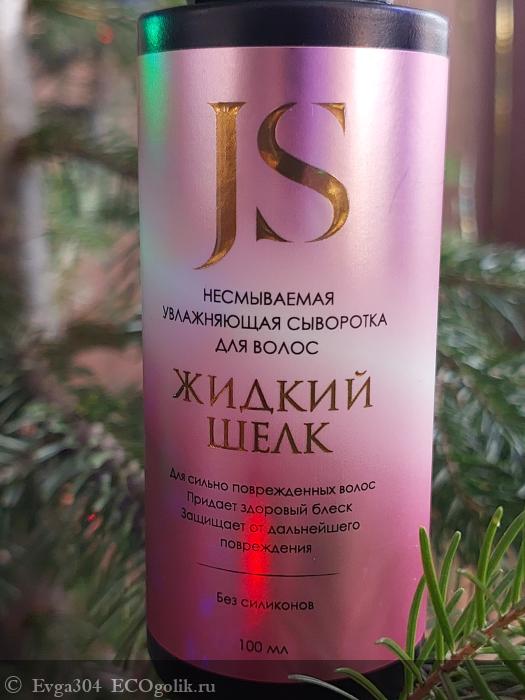 JS
НЕСМЫВАЕМАЯ
УВЛАЖНЯЮЩАЯ СЫВОРОТКА
ДЛЯ ВОЛОС
ЖИДКИЙ
ШЕЛК
Для сильно поврежденных волос
Придает здоровый блеск
Защищает от дальнейшего
повреждения
Без силиконов
100 мл
© Evga304 ECOgolik.ru